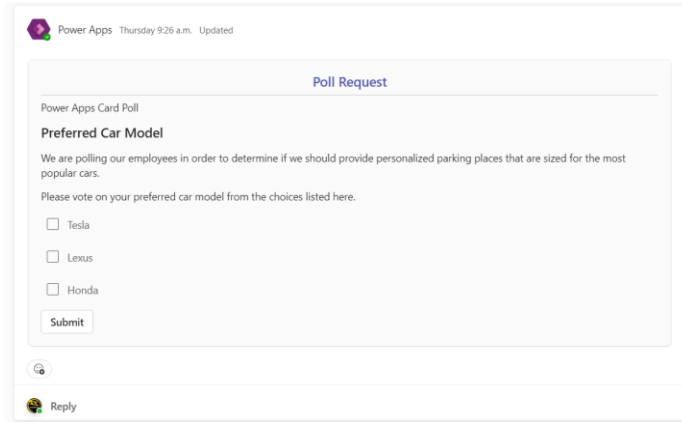 Power Apps Thursday 9:26 a.m. Updated
Poll Request
Power Apps Card Poll
Preferred Car Model
We are polling our employees in order to determine if we should provide personalized parking places that are sized for the most
popular cars.
Please vote on your preferred car model from the choices listed here.
Tesla
Lexus
Honda
Submit
Reply